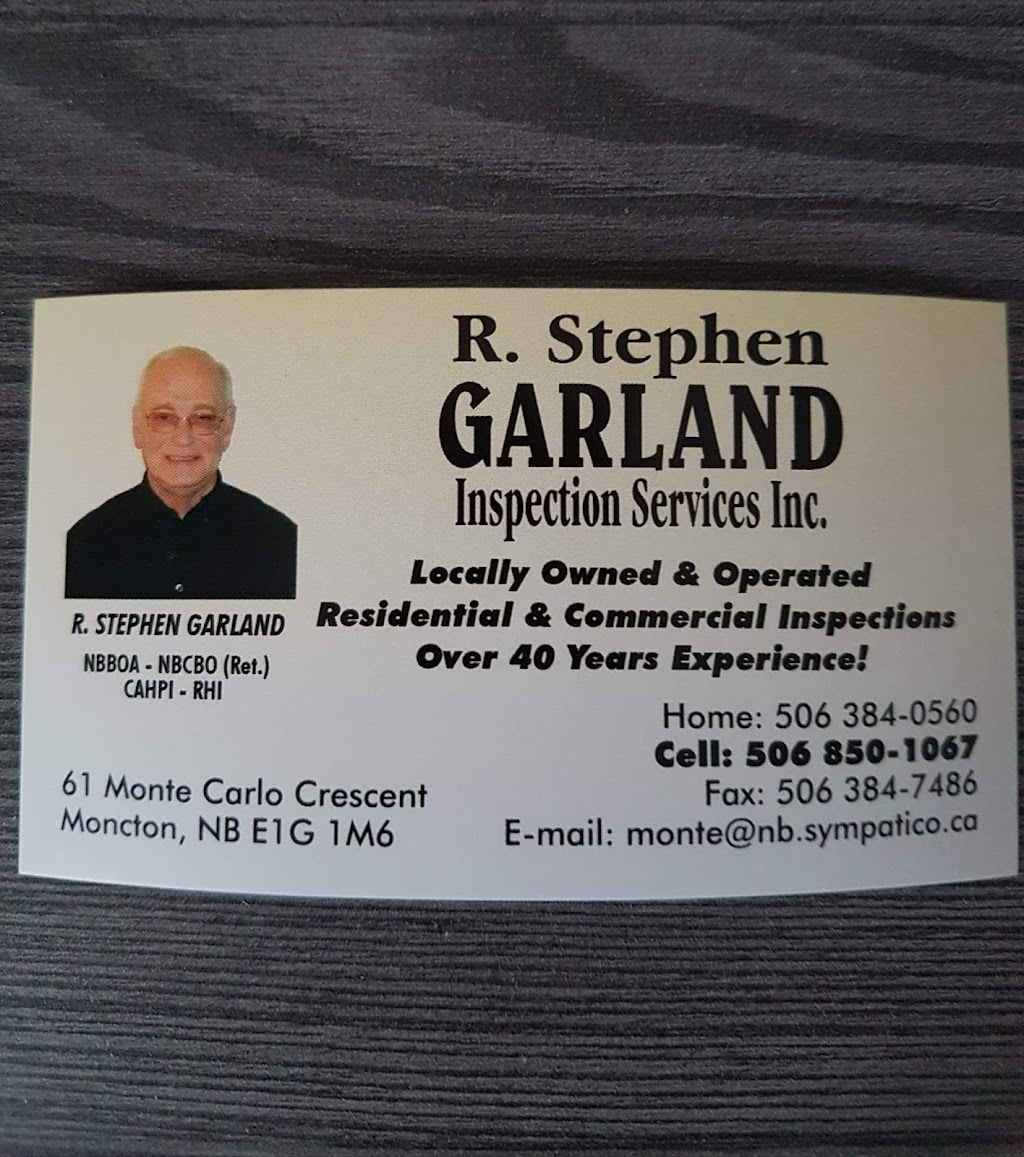 R. Stephen
GARLAND
Inspection Services Inc.
Locally Owned & Operated
Residential & Commercial Inspections
Over 40 Years Experience!
R. STEPHEN GARLAND
NBBOA - NBCBO (Ret.)
CAHPI - RHI
Home: 506 384-0560
Cell: 506 850-1067
Fax: 506 384-7486
E-mail: monte@nb.sympatico.ca
61 Monte Carlo Crescent
Moncton, NB E1G 1M6